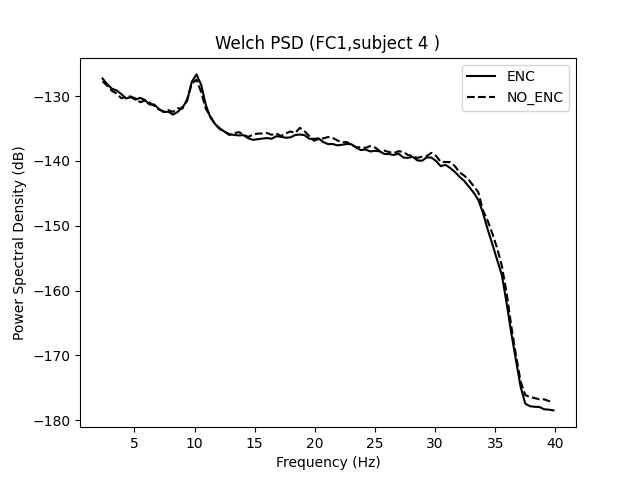 Welch PSD (FC1,subject 4 )
ENC
NO_ENC
Power Spectral Density (dB)
−130
−140
−150
−160
−170
−180
5 10 15 20 25 30 35 40
Frequency (Hz)